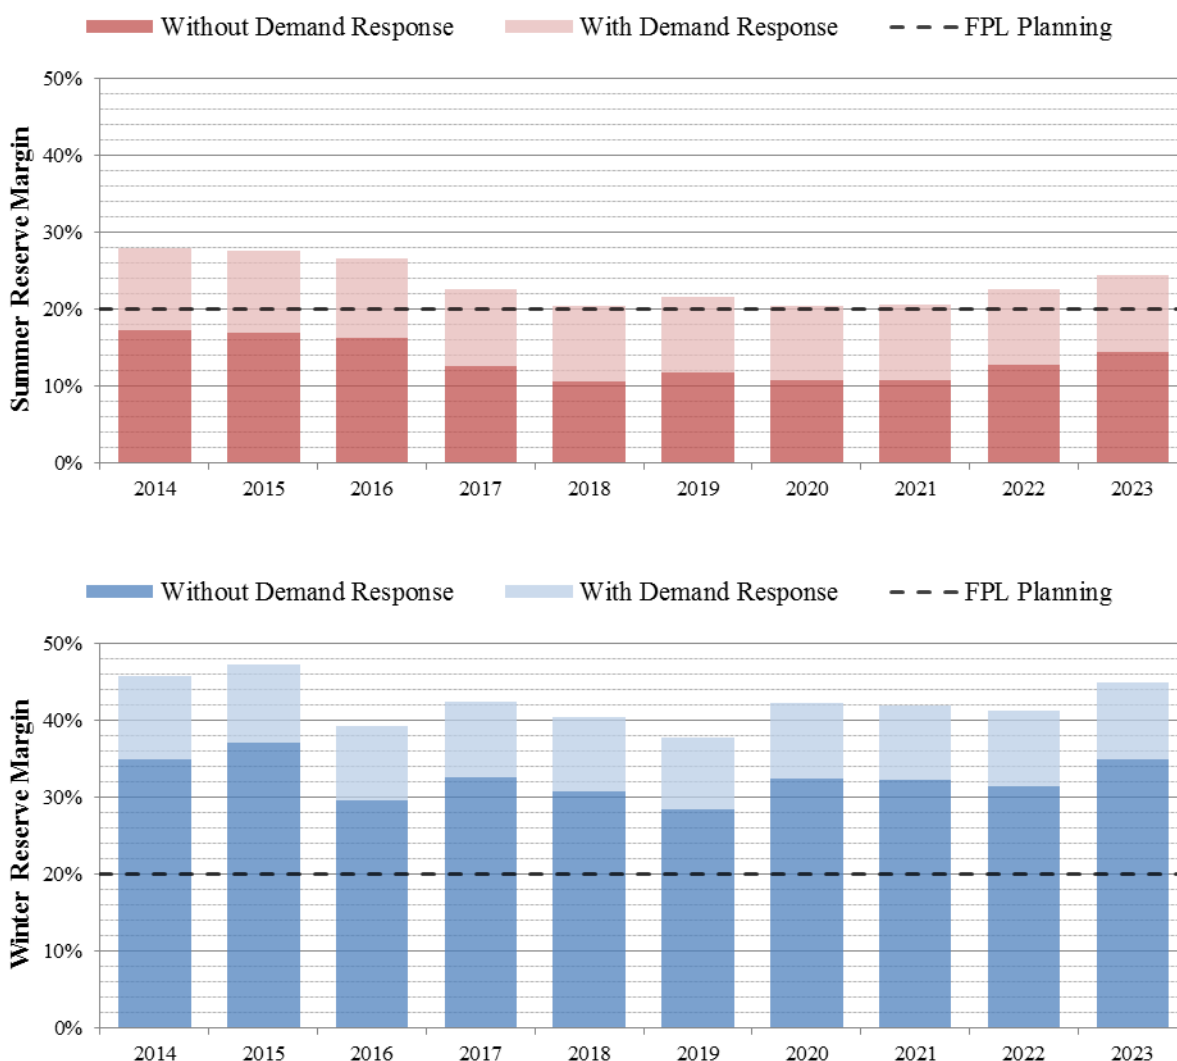 Without Demand Response With Demand Response FPL Planning
Summer Reserve Margin
50%
40%
30%
20%
10%
0%
2014 2015 2016 2017 2018 2019 2020 2021 2022 2023
Without Demand Response With Demand Response FPL Planning
Winter Reserve Margin
50%
40%
30%
20%
10%
0%
2014 2015 2016 2017 2018 2019 2020 2021 2022 2023